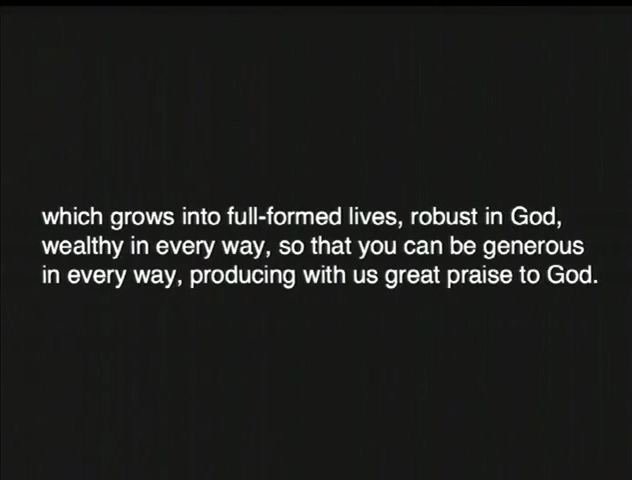 which grows into full-formed lives, robust in God,
wealthy in every way, so that you can be generous
in every way, producing with us great praise to God.